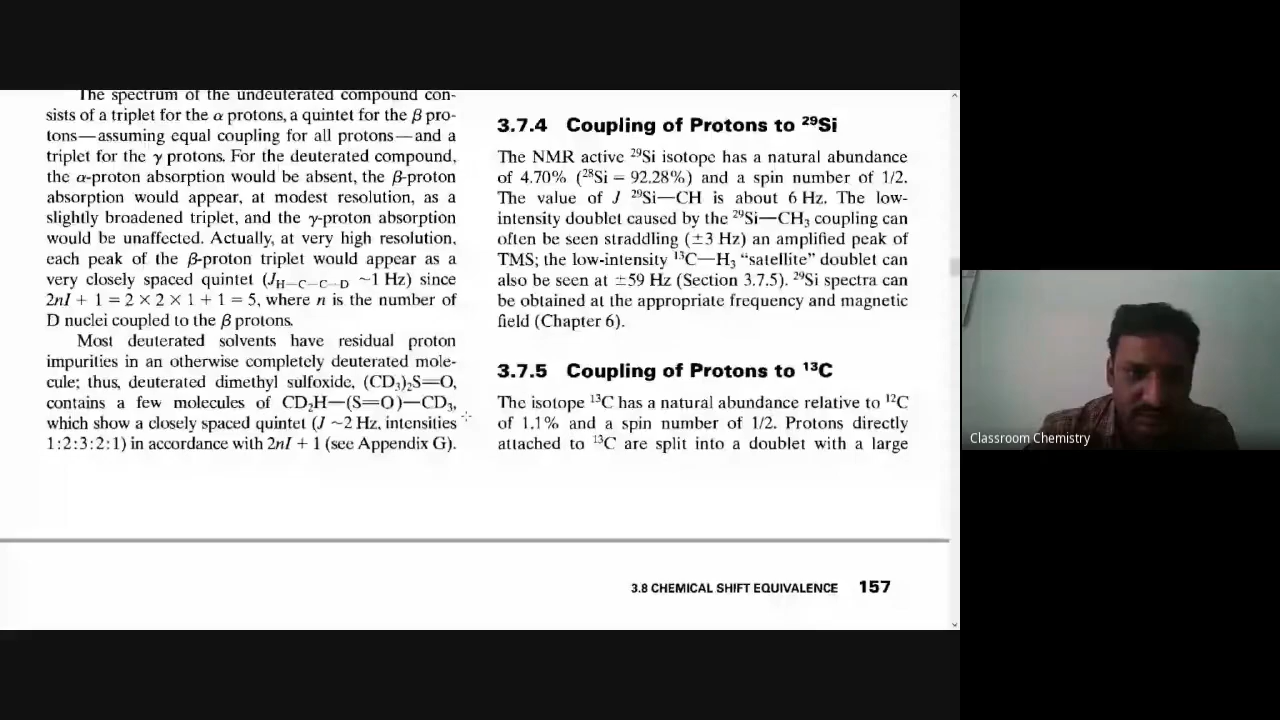 The spectrum of the undeuterated compound con-
sists of a triplet for the α protons, a quintet for the β pro-
tons—assuming equal coupling for all protons—and a
triplet for the γ protons. For the deuterated compound,
the α-proton absorption would be absent, the β-proton
absorption would appear, at modest resolution, as a
slightly broadened triplet, and the γ-proton absorption
would be unaffected. Actually, at very high resolution,
each peak of the β-proton triplet would appear as a
very closely spaced quintet (J_H—C—C—D ~1 Hz) since
2nI + 1 = 2 × 2 × 1 + 1 = 5, where n is the number of
D nuclei coupled to the β protons.
Most deuterated solvents have residual proton
impurities in an otherwise completely deuterated mole-
cule; thus, deuterated dimethyl sulfoxide, (CD₃)₂S=O,
contains a few molecules of CD₂H—(S=O)—CD₃,
which show a closely spaced quintet (J ~2 Hz, intensities
1:2:3:2:1) in accordance with 2nI + 1 (see Appendix G).
3.7.4 Coupling of Protons to ²⁹Si
The NMR active ²⁹Si isotope has a natural abundance
of 4.70% (²⁸Si = 92.28%) and a spin number of 1/2.
The value of J ²⁹Si—CH is about 6 Hz. The low-
intensity doublet caused by the ²⁹Si—CH₃ coupling can
often be seen straddling (±3 Hz) an amplified peak of
TMS; the low-intensity ¹³C—H₃ “satellite” doublet can
also be seen at ±59 Hz (Section 3.7.5). ²⁹Si spectra can
be obtained at the appropriate frequency and magnetic
field (Chapter 6).
3.7.5 Coupling of Protons to ¹³C
The isotope ¹³C has a natural abundance relative to ¹²C
of 1.1% and a spin number of 1/2. Protons directly
attached to ¹³C are split into a doublet with a large
3.8 CHEMICAL SHIFT EQUIVALENCE 157
Classroom Chemistry